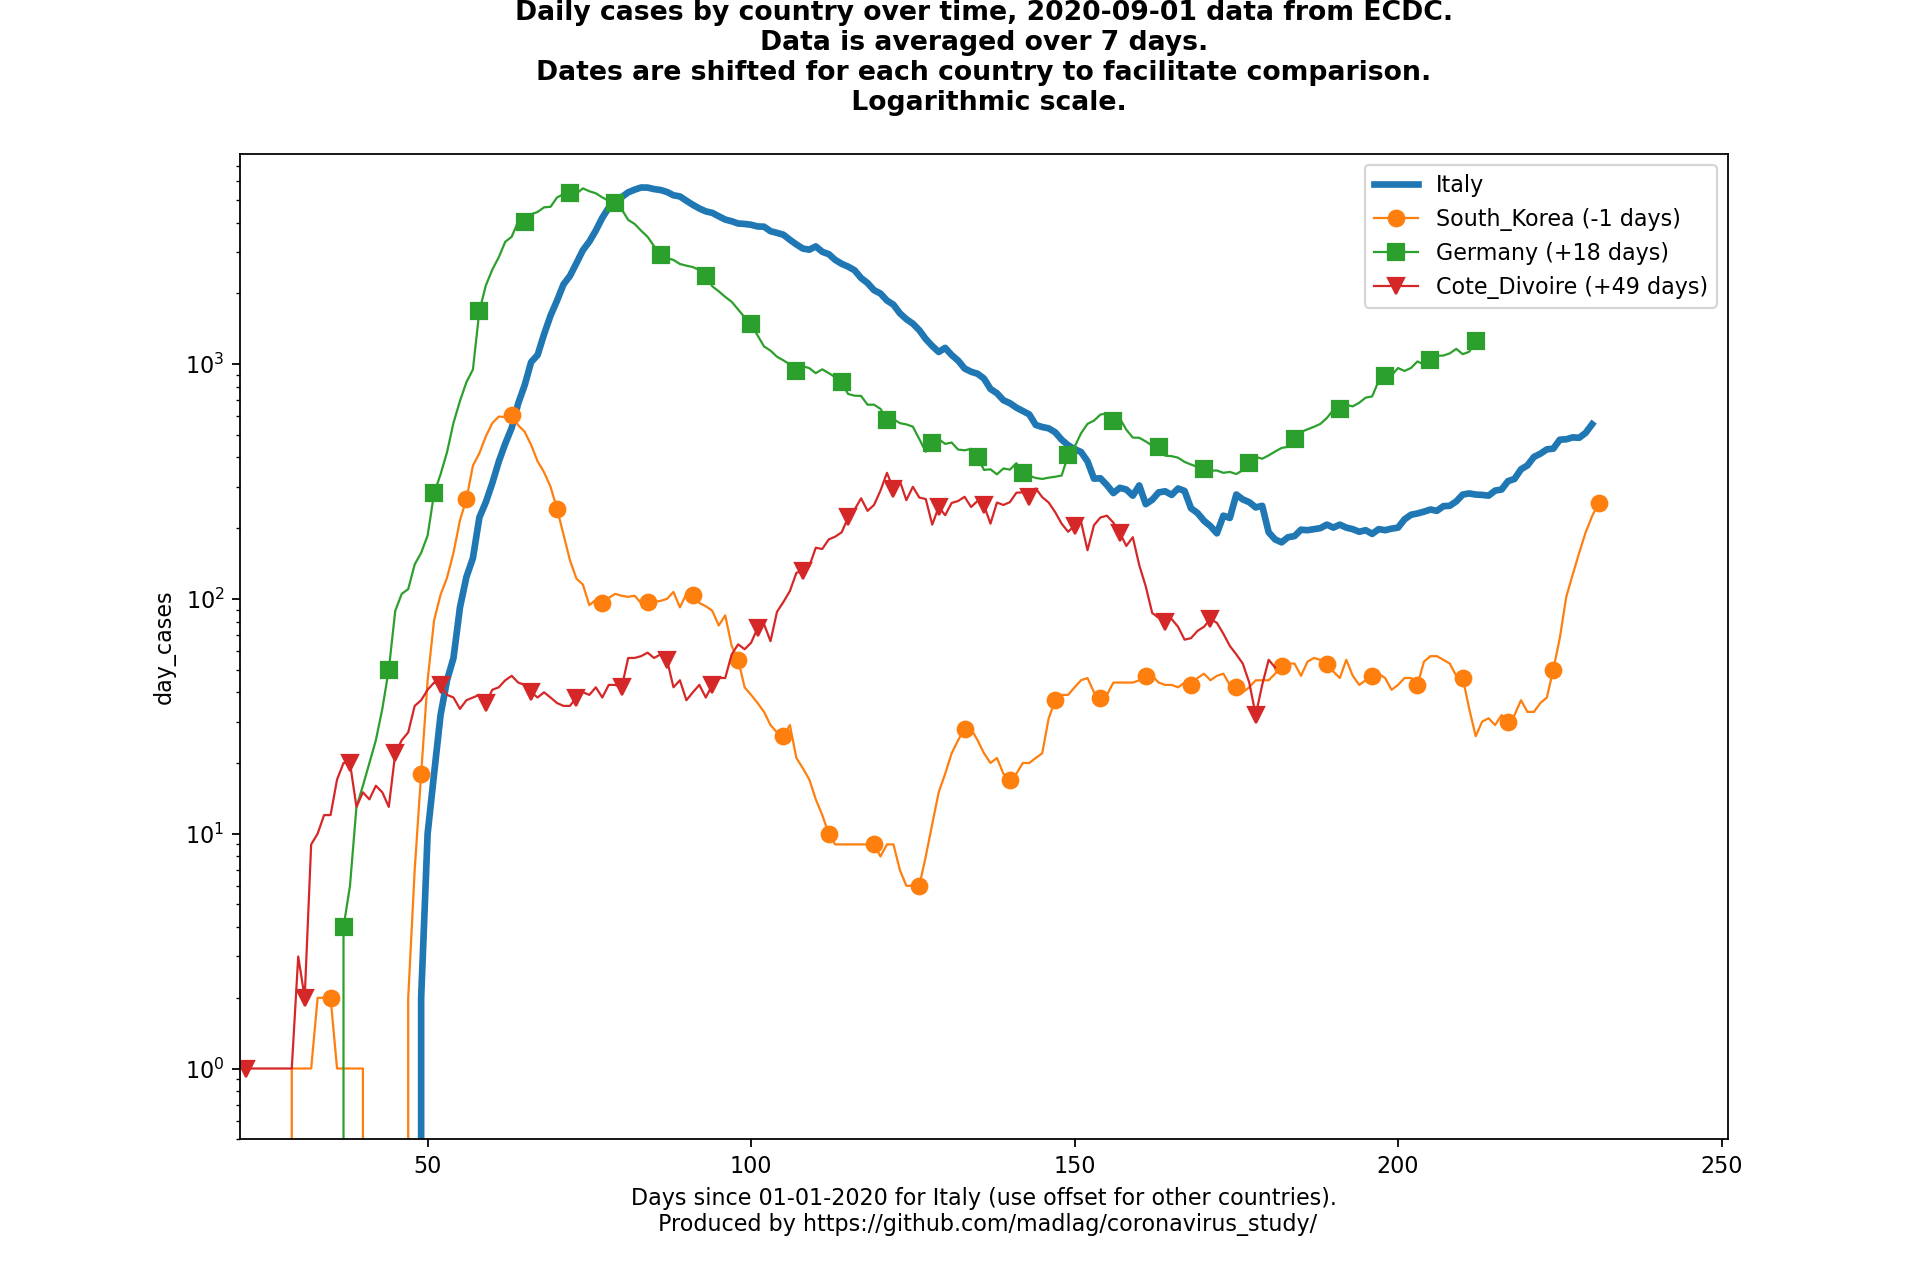 Daily cases by country over time, 2020-09-01 data from ECDC.
Data is averaged over 7 days.
Dates are shifted for each country to facilitate comparison.
Logarithmic scale.
Italy
South_Korea (-1 days)
Germany (+18 days)
Cote_Divoire (+49 days)
day_cases
10³
10²
10¹
10⁰
50
100
150
200
250
Days since 01-01-2020 for Italy (use offset for other countries).
Produced by https://github.com/madlag/coronavirus_study/